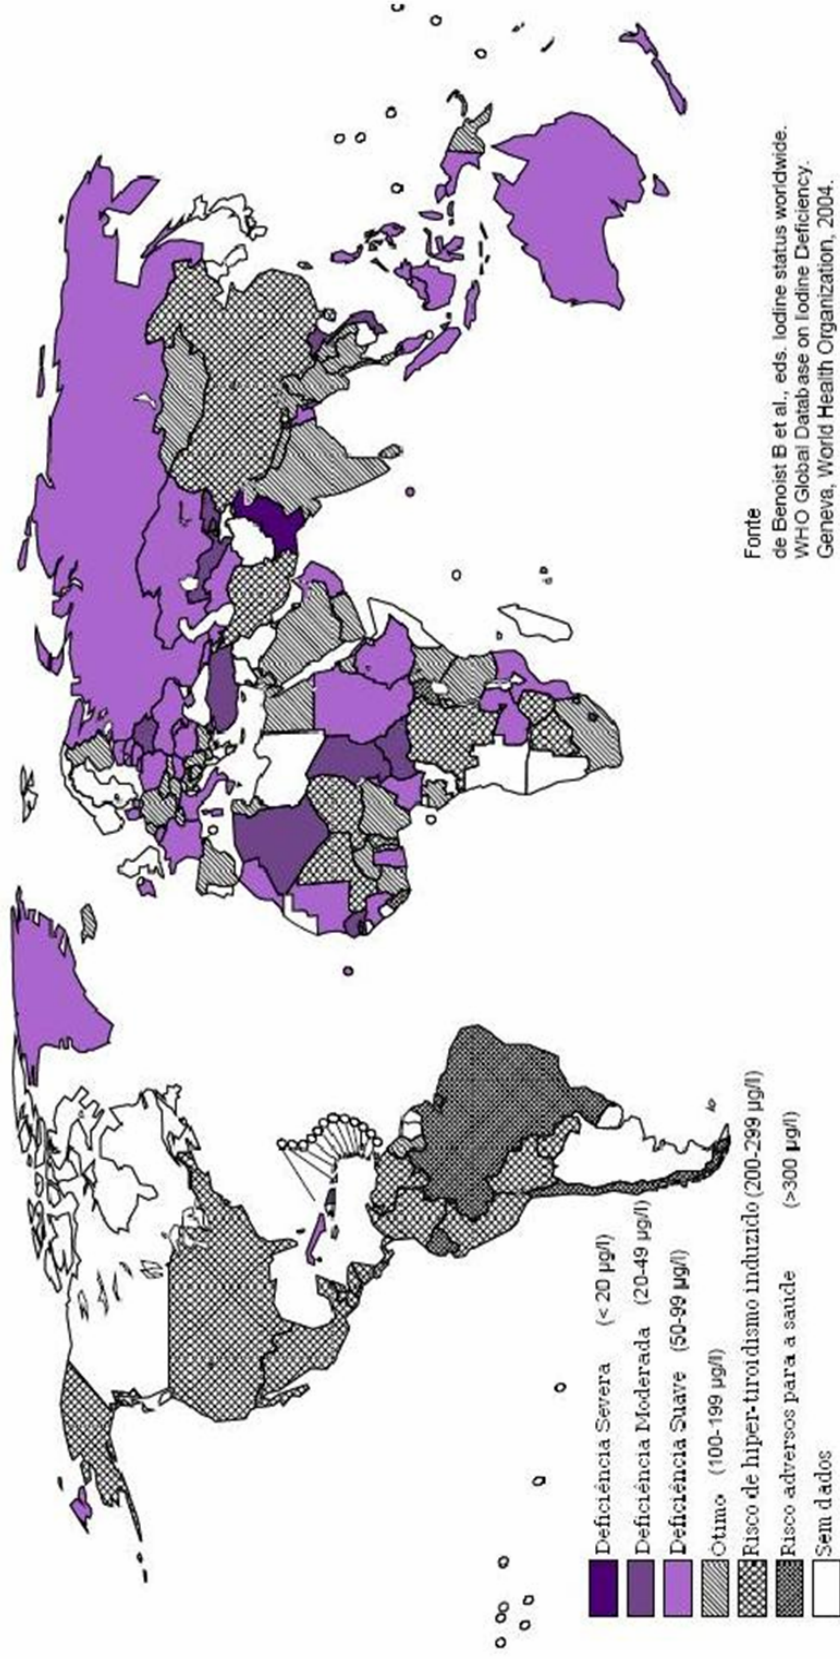 Deficiência Severa (< 20 µg/l)
Deficiência Moderada (20-49 µg/l)
Deficiência Suave (50-99 µg/l)
Ótimo (100-199 µg/l)
Risco de hiper-tiroidismo induzido (200-299 µg/l)
Risco adversos para a saúde (>300 µg/l)
Sem dados
Fonte
de Benoist B et al., eds. Iodine status worldwide.
WHO Global Database on Iodine Deficiency.
Geneva, World Health Organization, 2004.